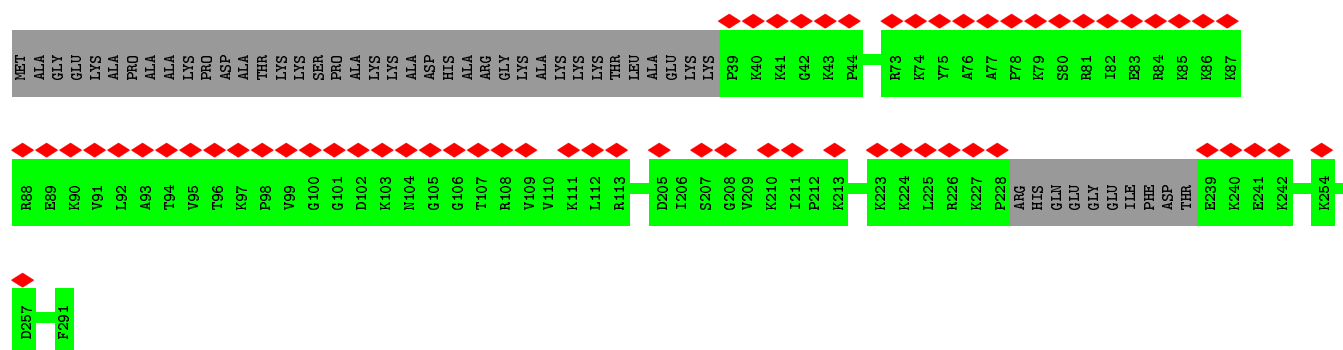 MET ALA GLY GLU LYS ALA PRO ALA ALA LYS PRO ASP ALA THR LYS LYS SER PRO ALA LYS LYS ALA ASP HIS ALA ARG GLY LYS ALA LYS LYS LYS THR LEU ALA GLU LYS LYS P39 K40 K41 G42 K43 P44 R73 K74 Y75 A76 A77 P78 K79 S80 R81 I82 E83 R84 K85 K86 K87
R88 E89 K90 V91 L92 A93 T94 V95 T96 K97 P98 V99 G100 G101 D102 K103 N104 G105 G106 T107 R108 V109 V110 K111 L112 R113 D205 I206 S207 G208 V209 K210 I211 P212 K213 K223 K224 L225 R226 K227 P228 ARG HIS GLN GLU GLY GLU ILE PHE ASP THR E239 K240 E241 K242 K254
D257 F291